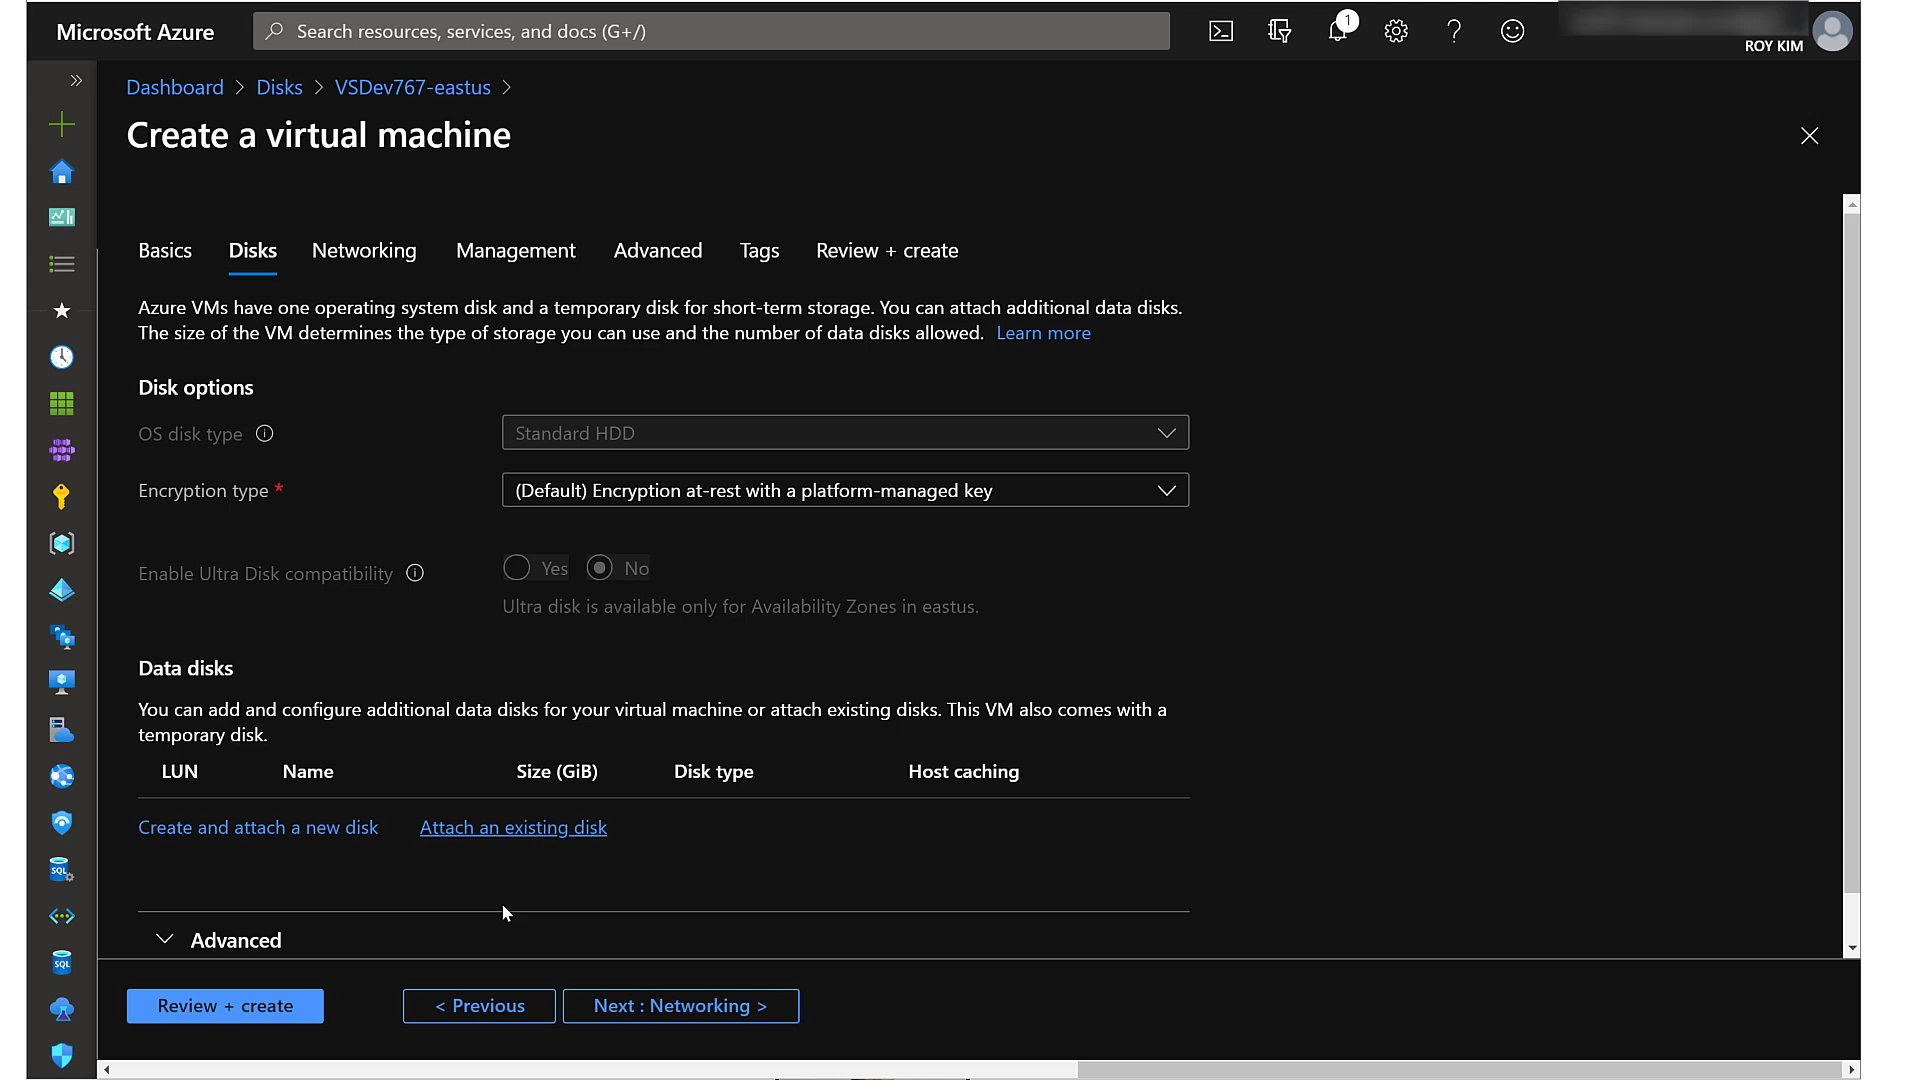 Microsoft Azure
Search resources, services, and docs (G+/)
1
ROY KIM
Dashboard > Disks > VSDev767-eastus >
Create a virtual machine
Basics Disks Networking Management Advanced Tags Review + create
Azure VMs have one operating system disk and a temporary disk for short-term storage. You can attach additional data disks.
The size of the VM determines the type of storage you can use and the number of data disks allowed. Learn more
Disk options
OS disk type Standard HDD
Encryption type * (Default) Encryption at-rest with a platform-managed key
Enable Ultra Disk compatibility Yes No
Ultra disk is available only for Availability Zones in eastus.
Data disks
You can add and configure additional data disks for your virtual machine or attach existing disks. This VM also comes with a
temporary disk.
LUN Name Size (GiB) Disk type Host caching
Create and attach a new disk Attach an existing disk
Advanced
Review + create < Previous Next : Networking >
SQL
SQL